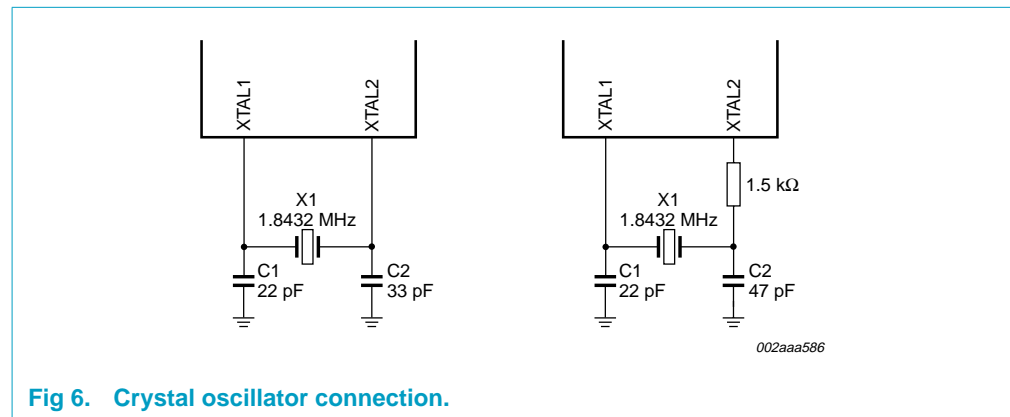 XTAL1
XTAL2
X1
1.8432 MHz
C1
22 pF
C2
33 pF
XTAL1
XTAL2
1.5 kΩ
X1
1.8432 MHz
C1
22 pF
C2
47 pF
002aaa586
Fig 6. Crystal oscillator connection.